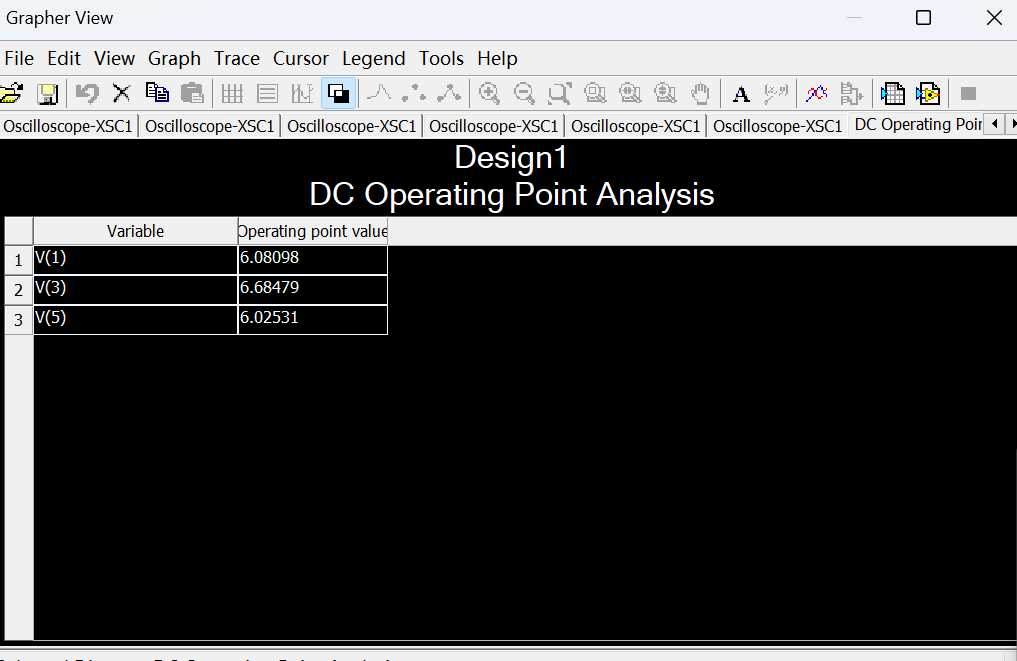 Grapher View
File Edit View Graph Trace Cursor Legend Tools Help
A
Oscilloscope-XSC1 Oscilloscope-XSC1 Oscilloscope-XSC1 Oscilloscope-XSC1 Oscilloscope-XSC1 Oscilloscope-XSC1 DC Operating Poir
Design1
DC Operating Point Analysis
Variable Operating point value
1 V(1) 6.08098
2 V(3) 6.68479
3 V(5) 6.02531